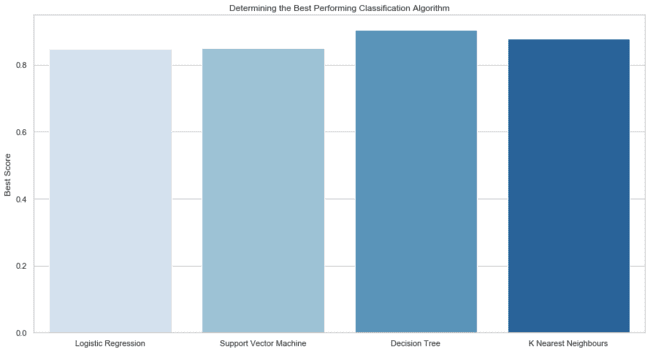 Determining the Best Performing Classification Algorithm
Best Score
0.8
0.6
0.4
0.2
0.0
Logistic Regression
Support Vector Machine
Decision Tree
K Nearest Neighbours